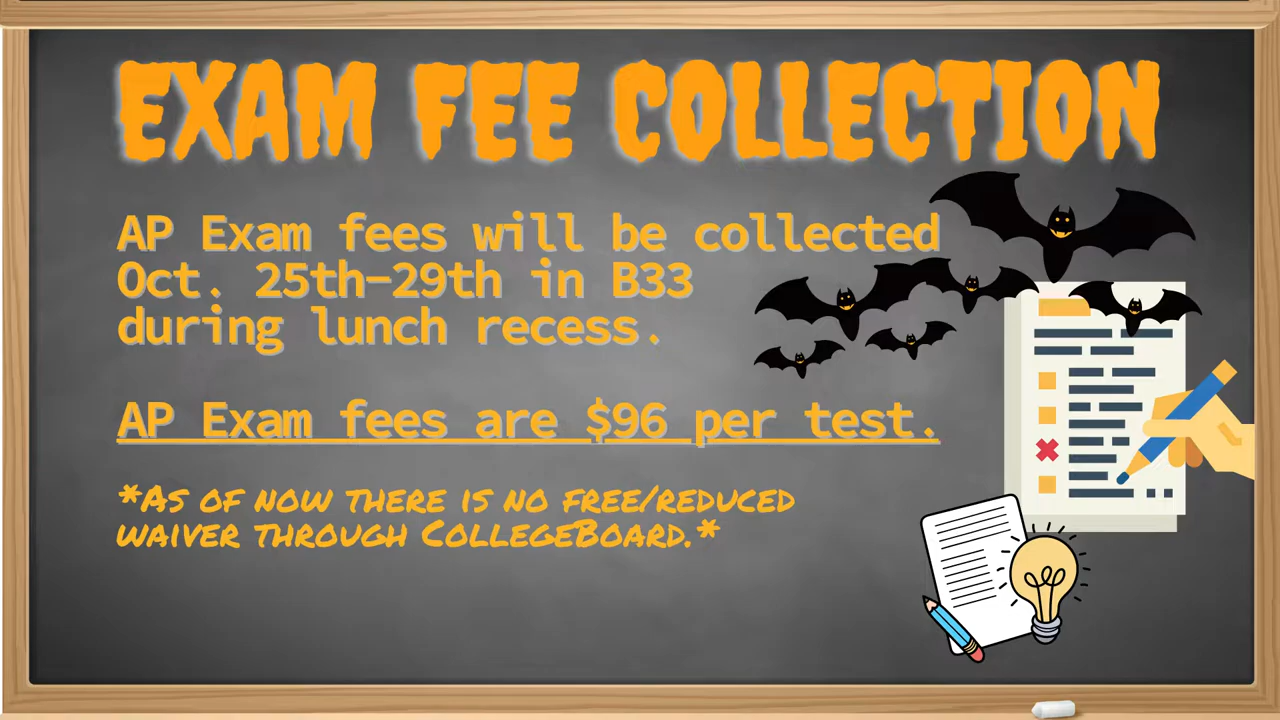 EXAM FEE COLLECTION
AP Exam fees will be collected
Oct. 25th-29th in B33
during lunch recess.
AP Exam fees are $96 per test.
*As of now there is no free/reduced
waiver through CollegeBoard.*